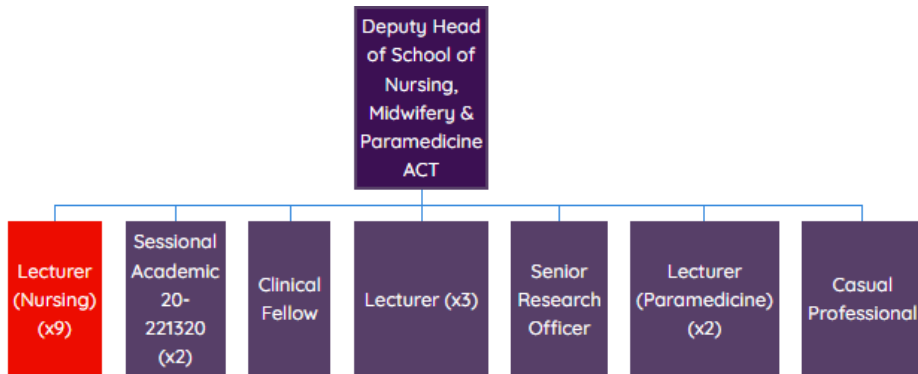 Deputy Head
of School of
Nursing,
Midwifery &
Paramedicine
ACT
Lecturer
(Nursing)
(x9)
Sessional
Academic
20-
221320
(x2)
Clinical
Fellow
Lecturer (x3)
Senior
Research
Officer
Lecturer
(Paramedicine)
(x2)
Casual
Professional